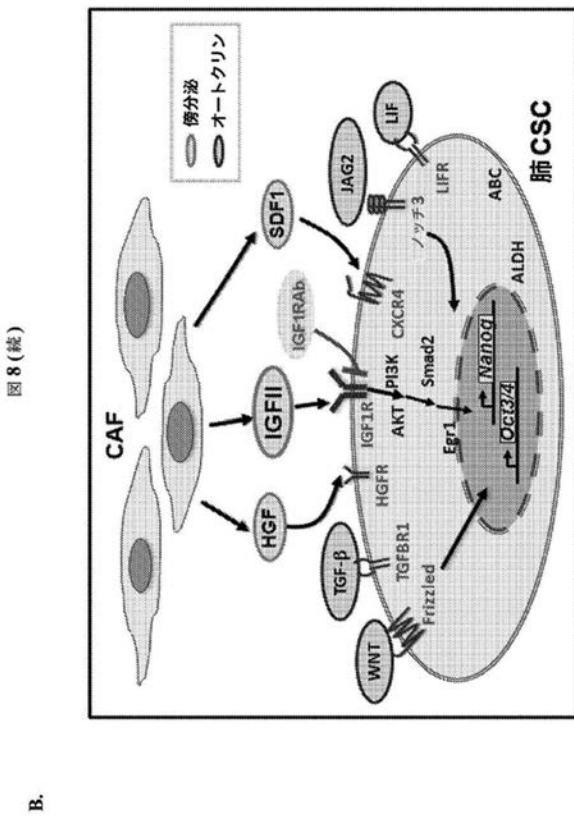 図 8 (続)
B.
CAF
傍分泌
オートクリン
HGF
IGFII
SDF1
IGF1RAb
WNT
TGF-β
JAG2
LIF
Frizzled
TGFBR1
HGFR
IGF1R
CXCR4
ノッチ3
LIFR
AKT
PI3K
Smad2
Egr1
Nanog
Oct3/4
ALDH
ABC
肺 CSC